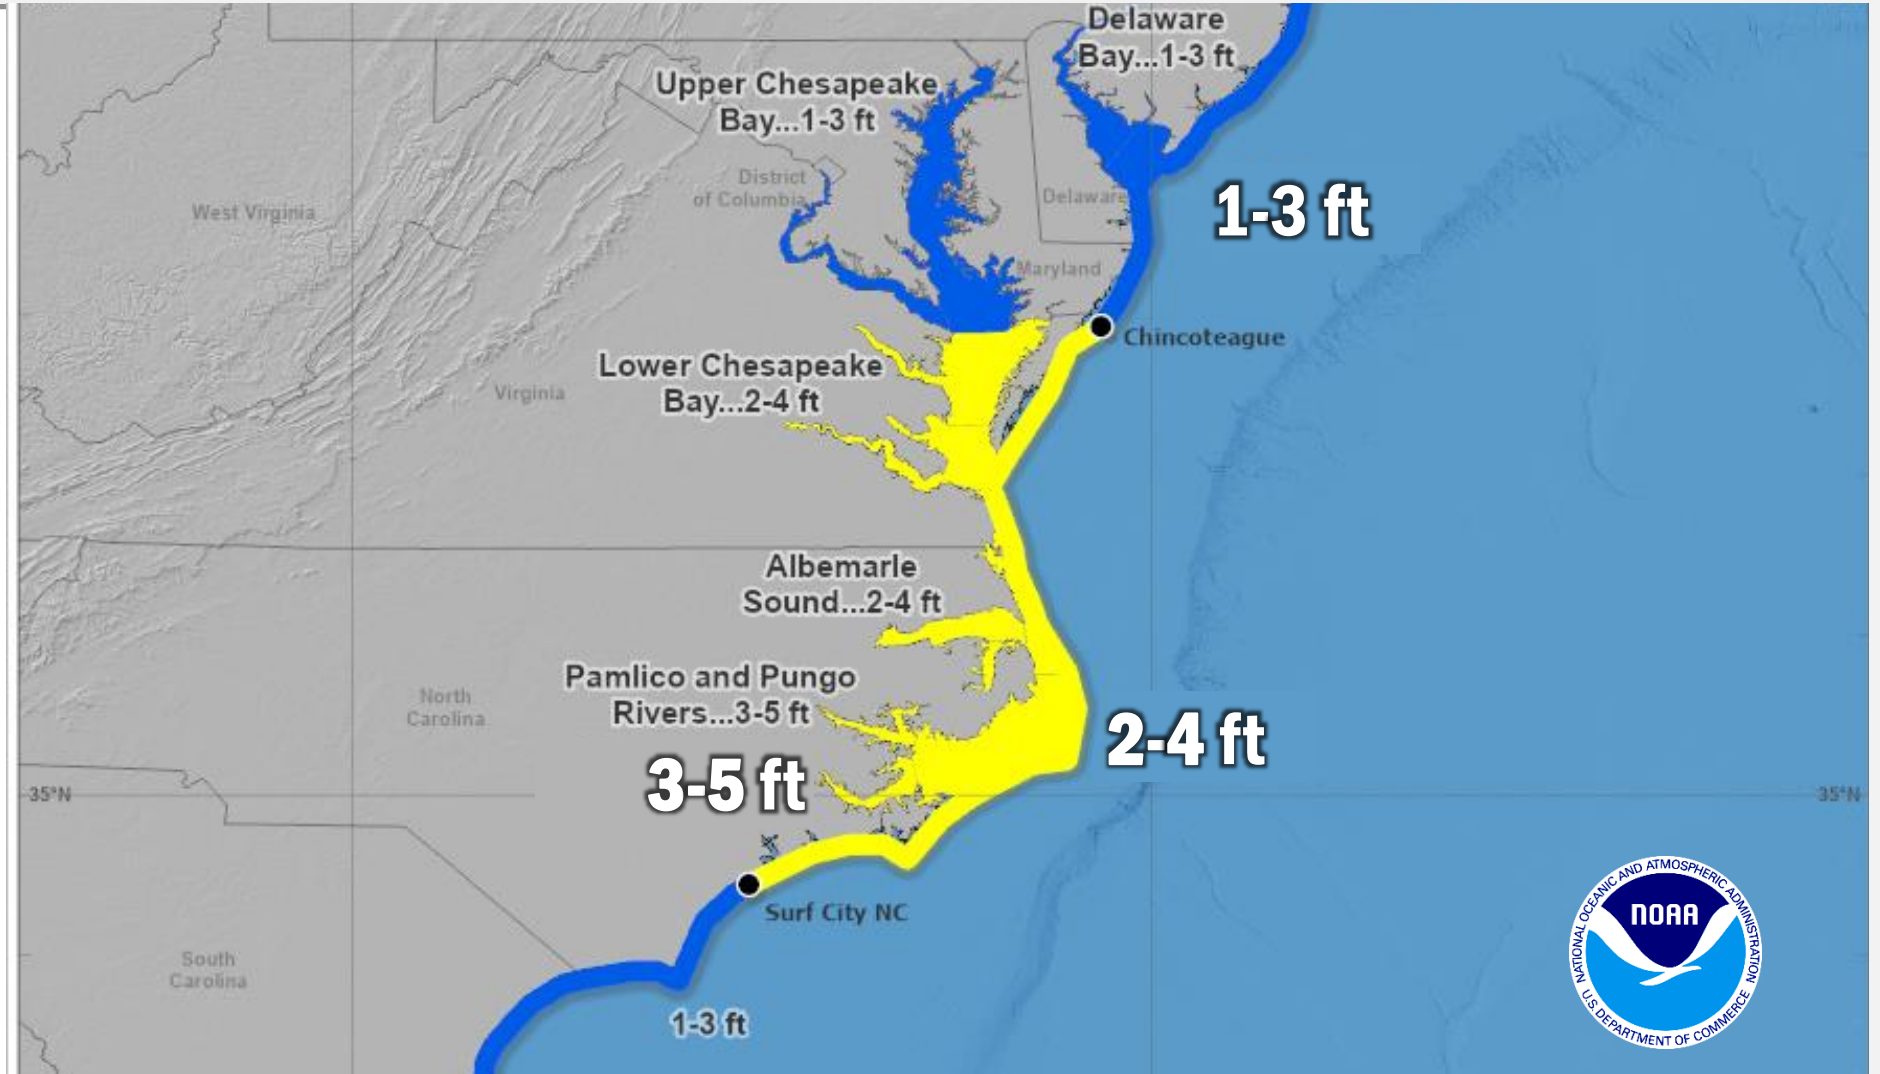 Delaware
Bay...1-3 ft
Upper Chesapeake
Bay...1-3 ft
District
of Columbia
West Virginia
Delaware
1-3 ft
Maryland
Chincoteague
Lower Chesapeake
Bay...2-4 ft
Virginia
Albemarle
Sound...2-4 ft
Pamlico and Pungo
Rivers...3-5 ft
North
Carolina
2-4 ft
3-5 ft
35°N
35°N
Surf City NC
South
Carolina
1-3 ft
NATIONAL OCEANIC AND ATMOSPHERIC ADMINISTRATION
NOAA
U.S. DEPARTMENT OF COMMERCE